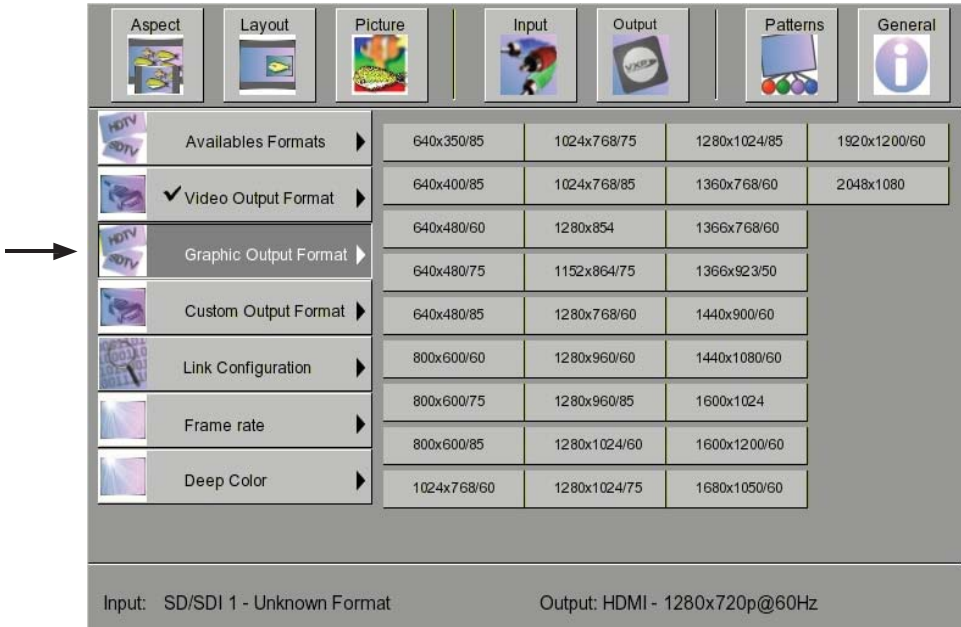 Aspect Layout Picture Input Output Patterns General
VXP
HDTV
SDTV
Availables Formats
640x350/85 1024x768/75 1280x1024/85 1920x1200/60
✔ Video Output Format
640x400/85 1024x768/85 1360x768/60 2048x1080
HDTV
SDTV
Graphic Output Format
640x480/60 1280x854 1366x768/60
640x480/75 1152x864/75 1366x923/50
Custom Output Format
640x480/85 1280x768/60 1440x900/60
Link Configuration
800x600/60 1280x960/60 1440x1080/60
800x600/75 1280x960/85 1600x1024
Frame rate
800x600/85 1280x1024/60 1600x1200/60
Deep Color
1024x768/60 1280x1024/75 1680x1050/60
Input: SD/SDI 1 - Unknown Format Output: HDMI - 1280x720p@60Hz